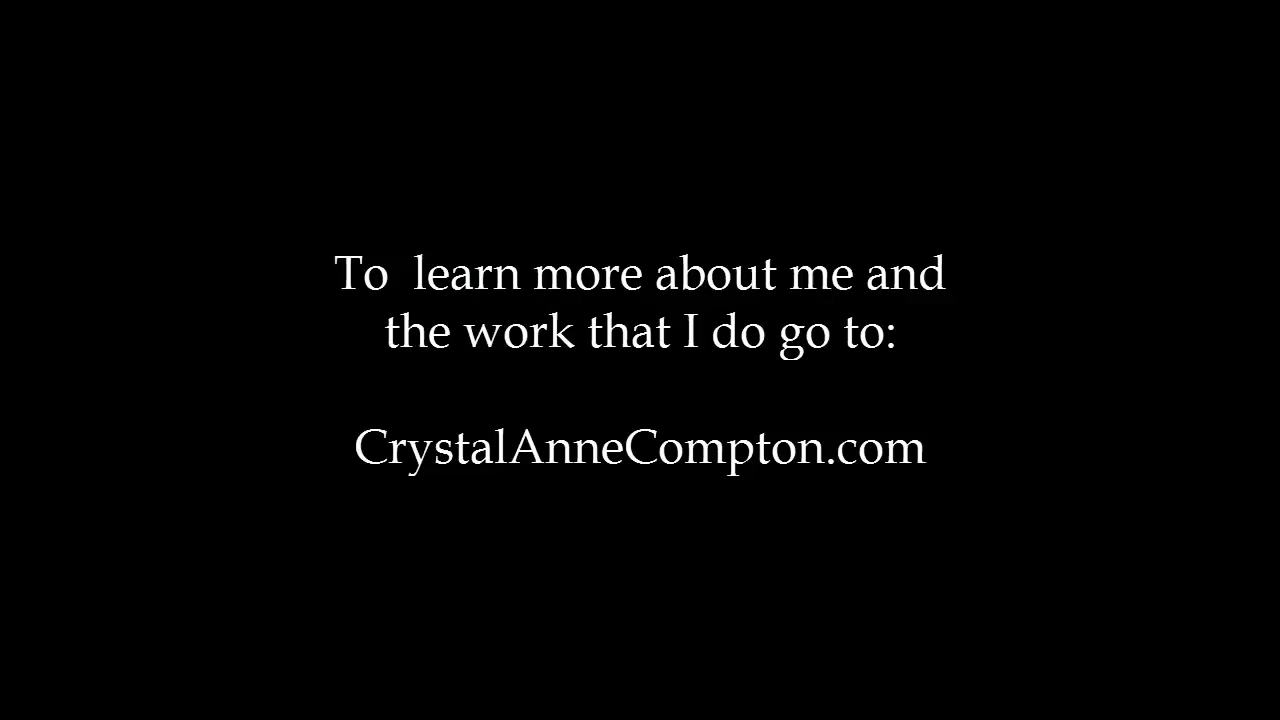 To  learn more about me and
the work that I do go to:
CrystalAnneCompton.com